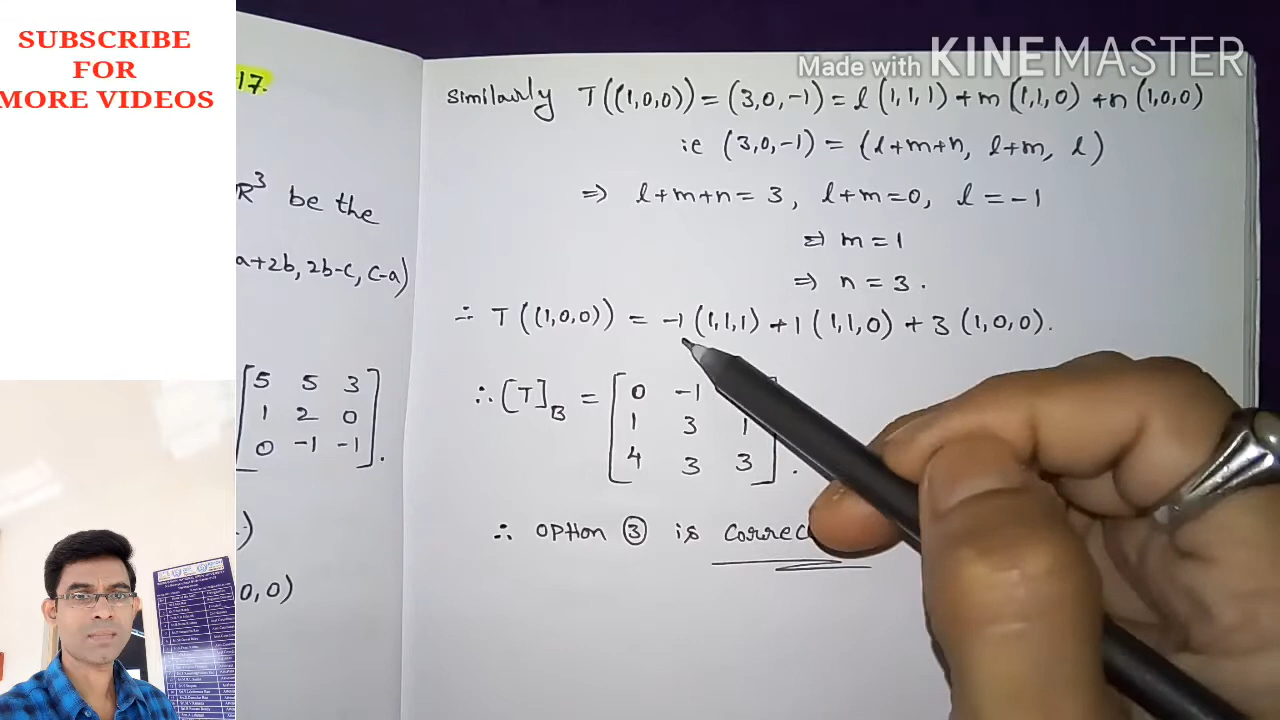 SUBSCRIBE
FOR
MORE VIDEOS
Made with KINEMASTER
17.
R³ be the
a+2b, 2b-c, c-a)
5 5 3
1 2 0
0 -1 -1 .
0,0)
Similarly T((1,0,0)) = (3,0,-1) = l(1,1,1) + m(1,1,0) + n(1,0,0)
ie (3,0,-1) = (l+m+n, l+m, l)
⇒ l+m+n=3, l+m=0, l=-1
⇒ m=1
⇒ n=3.
∴ T((1,0,0)) = -1(1,1,1) + 1(1,1,0) + 3(1,0,0).
∴ [T]B = [ 0 -1
1 3 1
4 3 3 ] .
∴ option ③ is correc